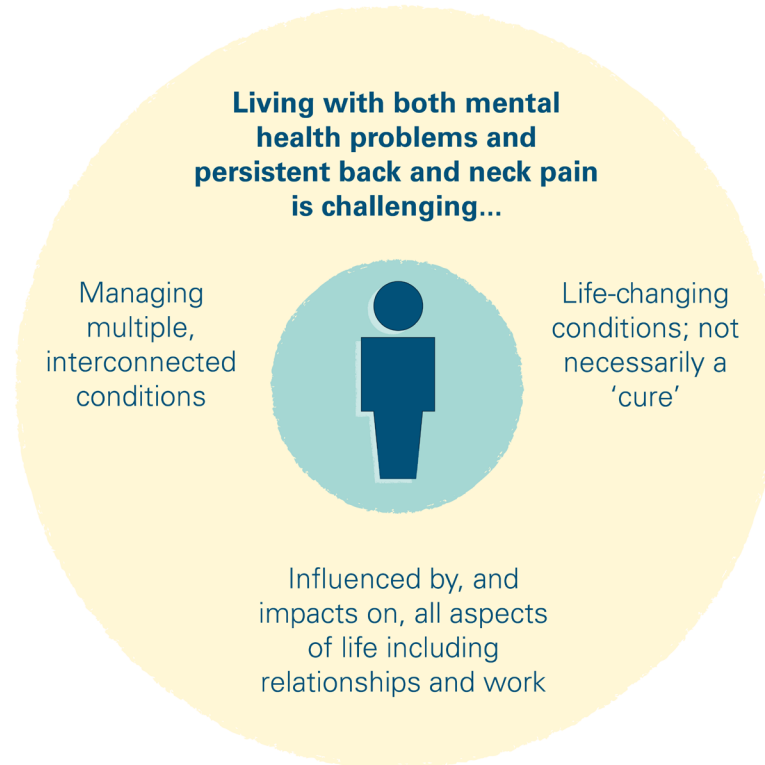 Living with both mental
health problems and
persistent back and neck pain
is challenging...
Managing
multiple,
interconnected
conditions
Life-changing
conditions; not
necessarily a
‘cure’
Influenced by, and
impacts on, all aspects
of life including
relationships and work